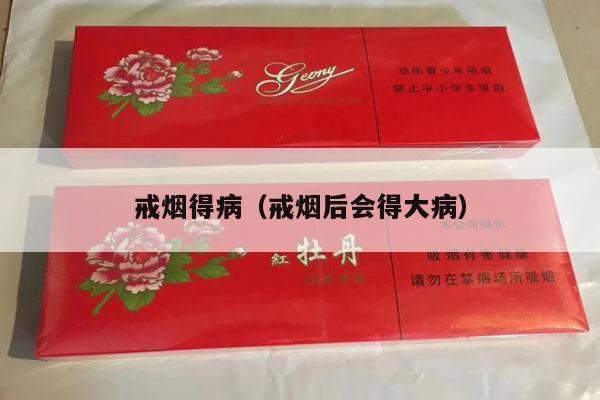 Geony
劝阻青少年吸烟
禁止中小学生吸烟
戒烟得病（戒烟后会得大病）
本公司提示
紅 牡丹
吸烟有害健康
请勿在禁烟场所吸烟